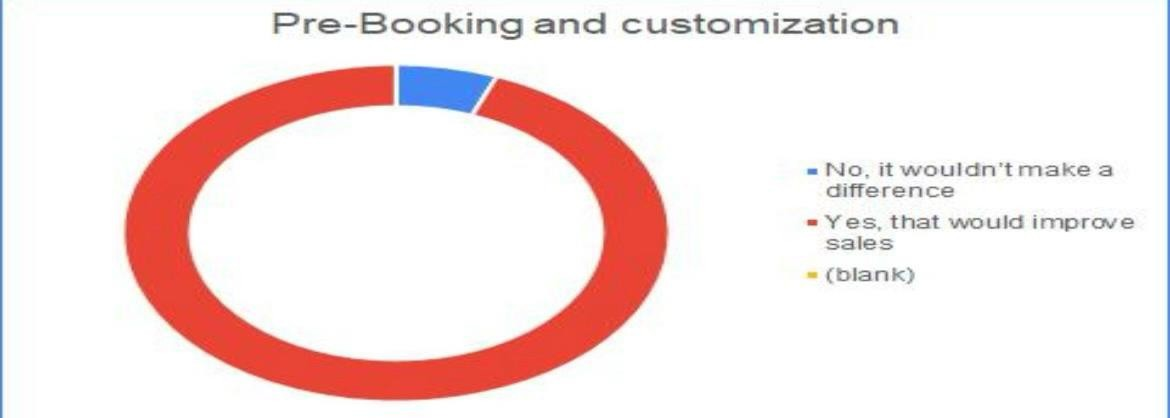 Pre-Booking and customization
No, it wouldn't make a
difference
Yes, that would improve
sales
(blank)